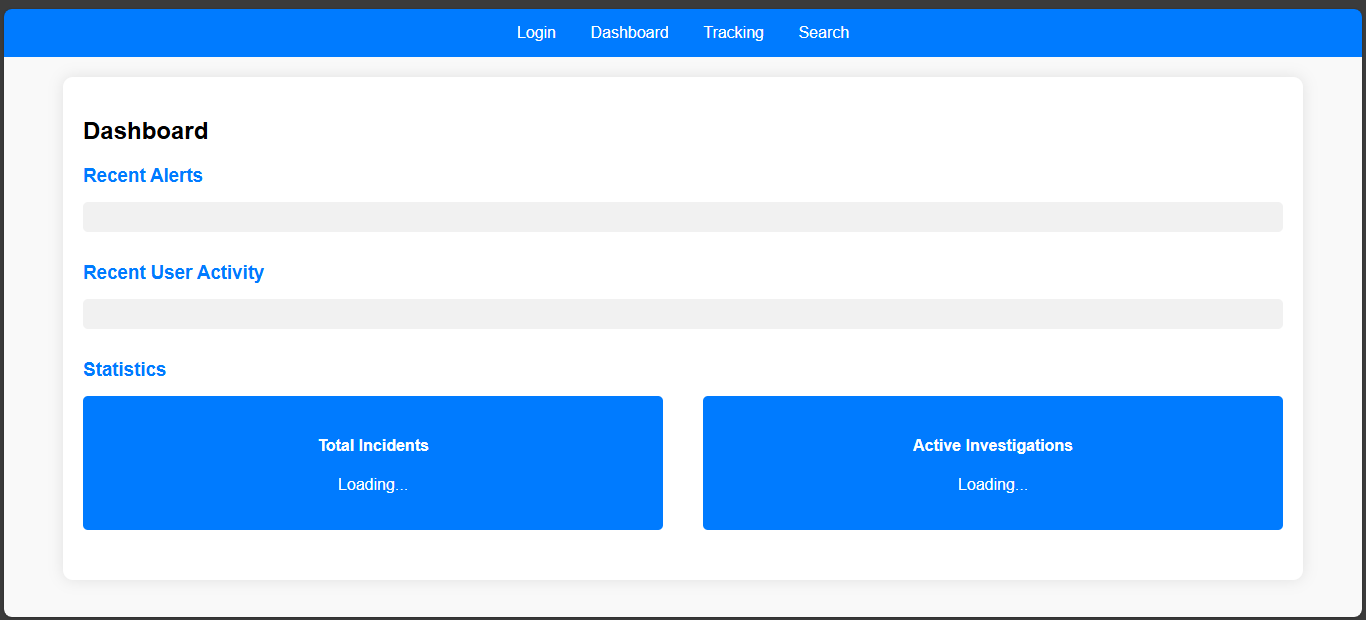 Login Dashboard Tracking Search
Dashboard
Recent Alerts
Recent User Activity
Statistics
Total Incidents
Loading...
Active Investigations
Loading...